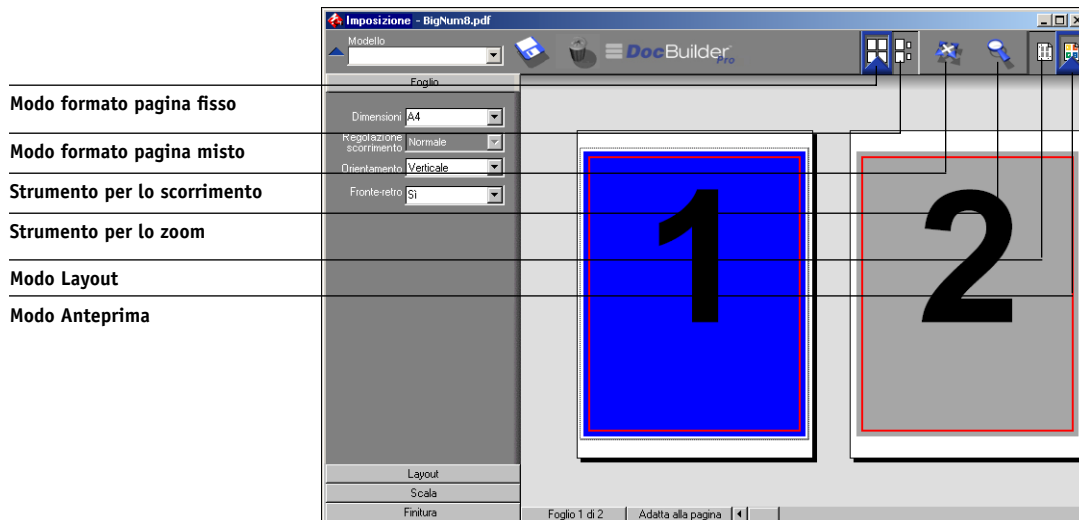 Imposizione - BigNum8.pdf
Modello
DocBuilder Pro
Foglio
Modo formato pagina fisso
Dimensioni A4
Regolazione scorrimento Normale
Modo formato pagina misto
Orientamento Verticale
Strumento per lo scorrimento
Fronte-retro Sì
Strumento per lo zoom
Modo Layout
Modo Anteprima
1
2
Layout
Scala
Finitura
Foglio 1 di 2
Adatta alla pagina